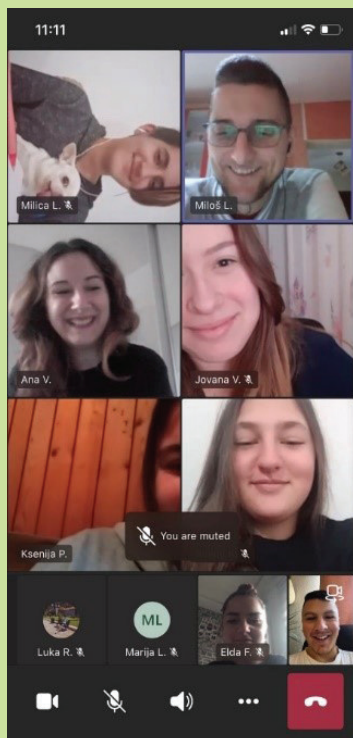 11:11
Milica L.
Miloš L.
Ana V.
Jovana V.
Ksenija P.
You are muted
ML
Luka R.
Marija L.
Elda F.